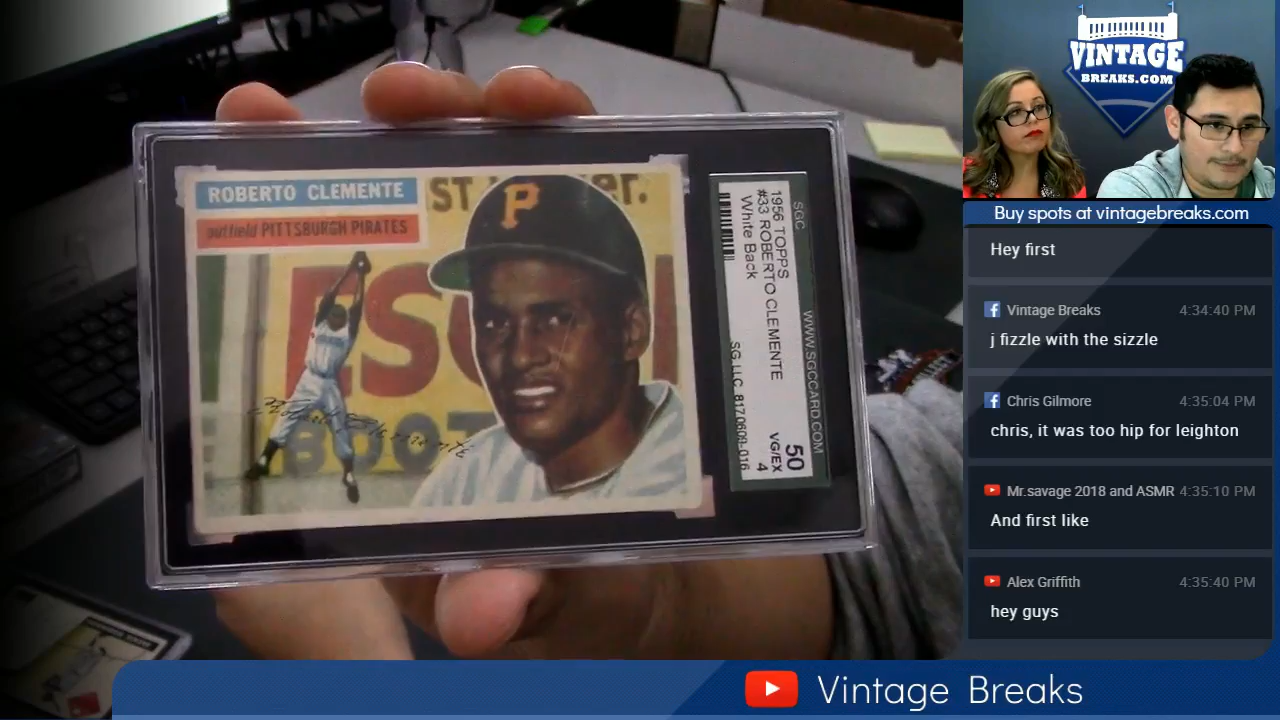 ROBERTO CLEMENTE
outfield PITTSBURGH PIRATES
P
SGC
WWW.SGCCARD.COM
1956 TOPPS
#33 ROBERTO CLEMENTE
White Back
50
VG/EX
4
VINTAGE
BREAKS.COM
Buy spots at vintagebreaks.com
Hey first
Vintage Breaks 4:34:40 PM
j fizzle with the sizzle
Chris Gilmore 4:35:04 PM
chris, it was too hip for leighton
Mr.savage 2018 and ASMR 4:35:10 PM
And first like
Alex Griffith 4:35:40 PM
hey guys
Vintage Breaks